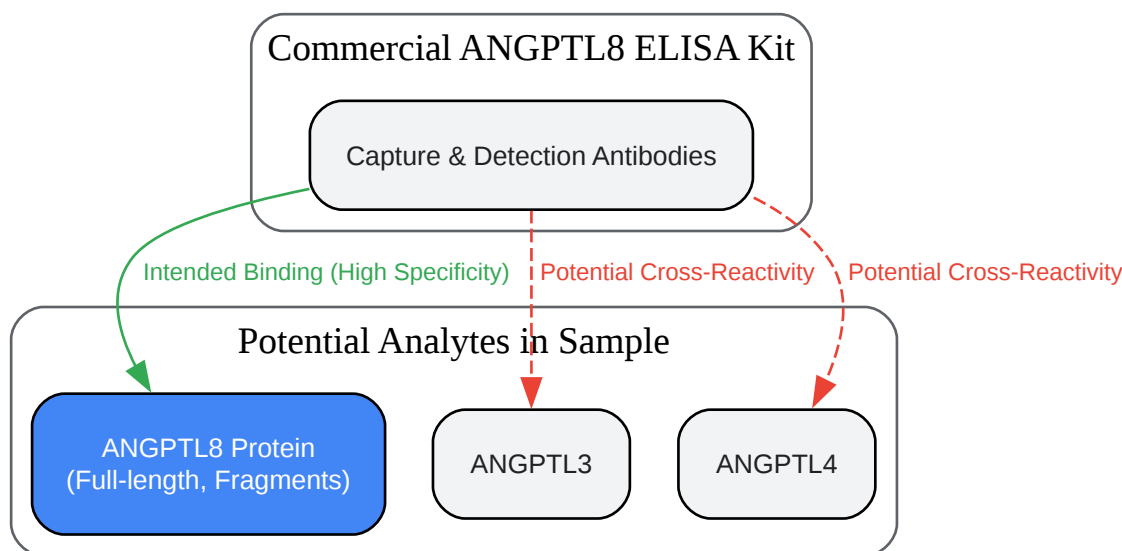 Commercial ANGPTL8 ELISA Kit
Capture & Detection Antibodies
Intended Binding (High Specificity)
Potential Cross-Reactivity
Potential Cross-Reactivity
Potential Analytes in Sample
ANGPTL8 Protein
(Full-length, Fragments)
ANGPTL3
ANGPTL4